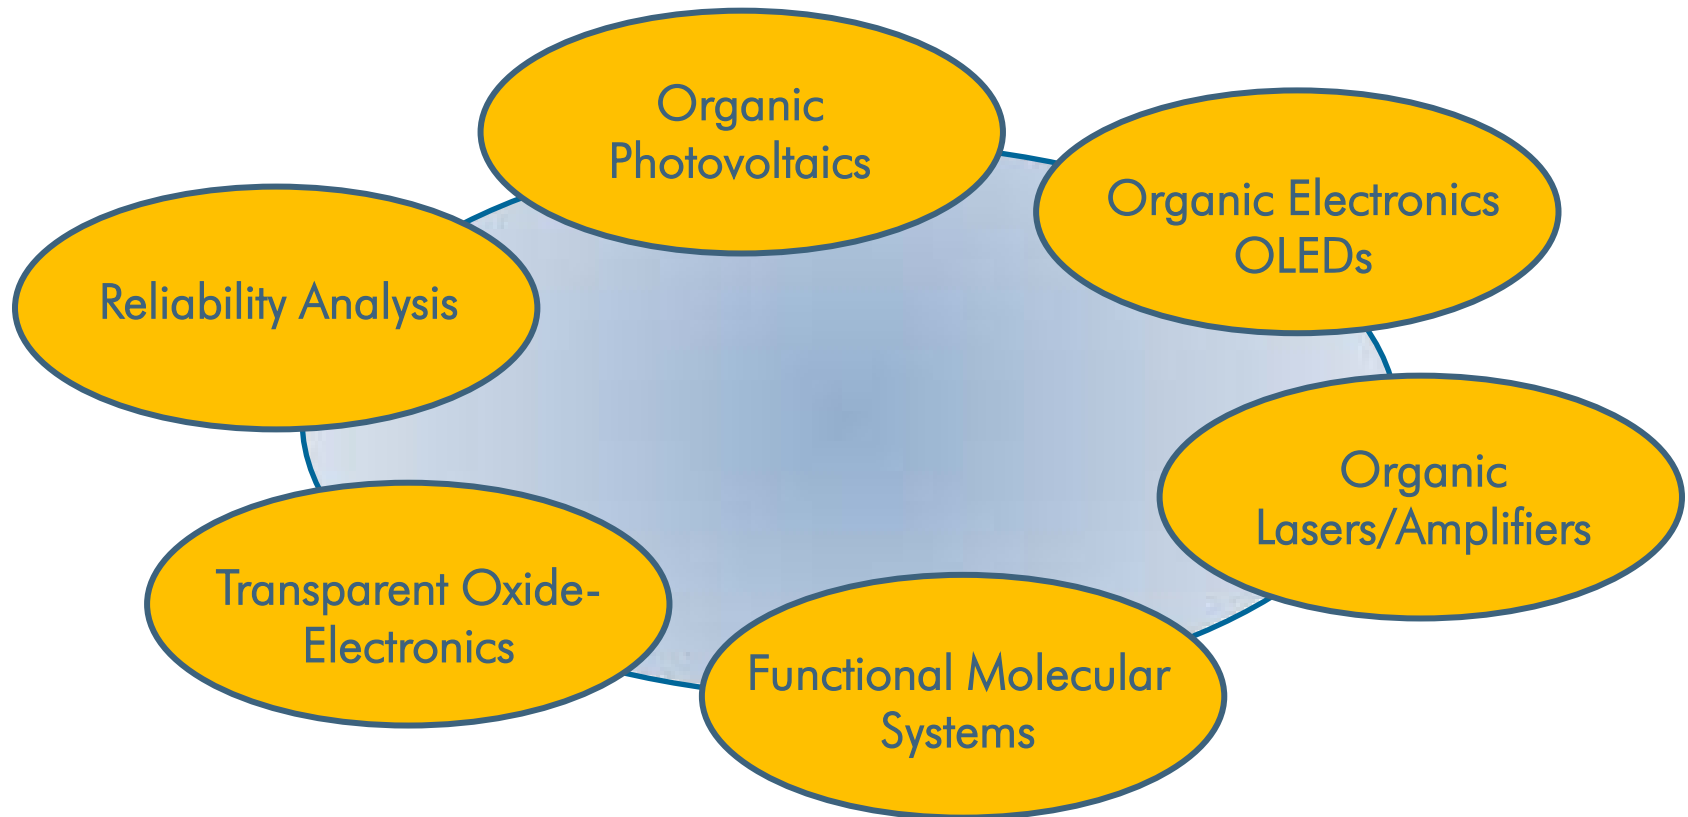 Organic
Photovoltaics
Organic Electronics
OLEDs
Reliability Analysis
Organic
Lasers/Amplifiers
Transparent Oxide-
Electronics
Functional Molecular
Systems